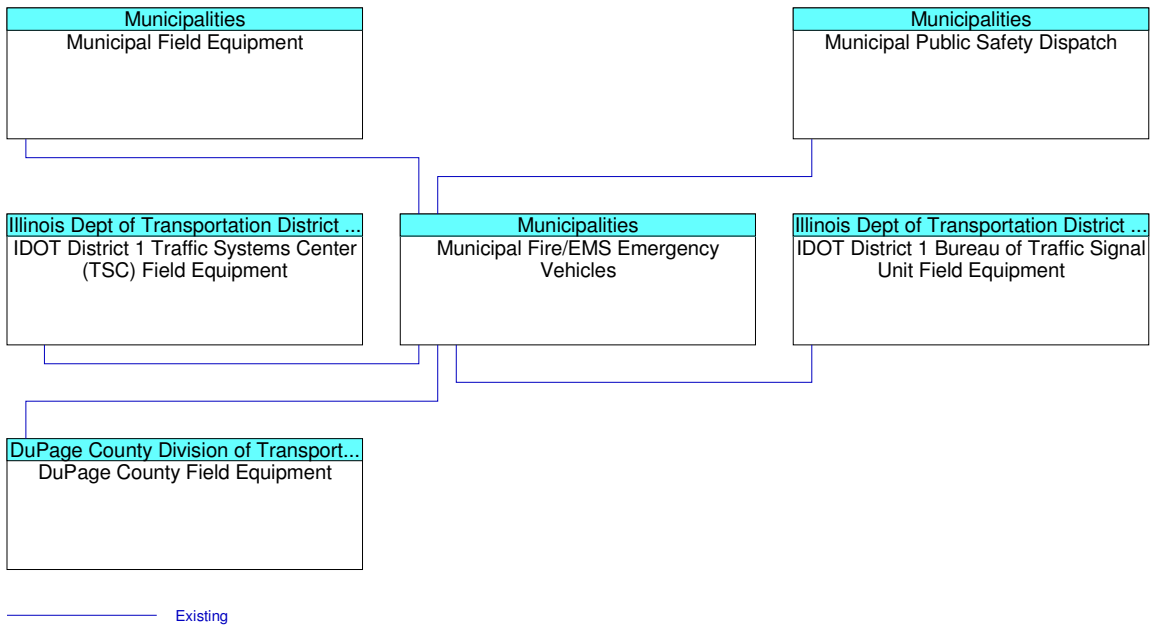 Municipalities
Municipal Field Equipment
Municipalities
Municipal Public Safety Dispatch
Illinois Dept of Transportation District ...
IDOT District 1 Traffic Systems Center
(TSC) Field Equipment
Municipalities
Municipal Fire/EMS Emergency
Vehicles
Illinois Dept of Transportation District ...
IDOT District 1 Bureau of Traffic Signal
Unit Field Equipment
DuPage County Division of Transport...
DuPage County Field Equipment
Existing